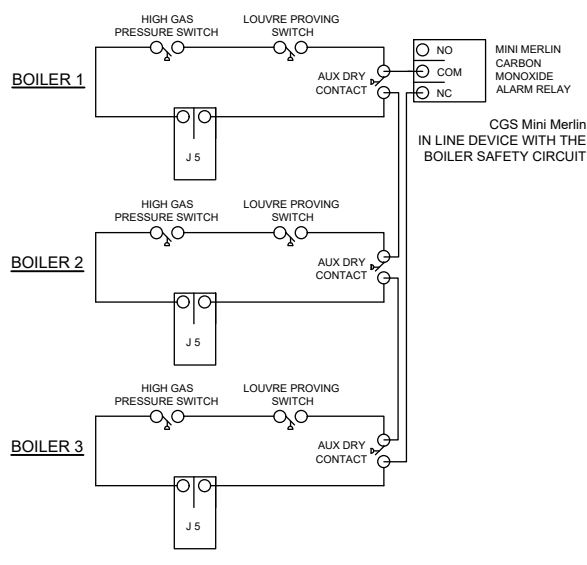 HIGH GAS
PRESSURE SWITCH
LOUVRE PROVING
SWITCH
BOILER 1
AUX DRY
CONTACT
J 5
NO
COM
NC
MINI MERLIN
CARBON
MONOXIDE
ALARM RELAY
CGS Mini Merlin
IN LINE DEVICE WITH THE
BOILER SAFETY CIRCUIT
HIGH GAS
PRESSURE SWITCH
LOUVRE PROVING
SWITCH
BOILER 2
AUX DRY
CONTACT
J 5
HIGH GAS
PRESSURE SWITCH
LOUVRE PROVING
SWITCH
BOILER 3
AUX DRY
CONTACT
J 5